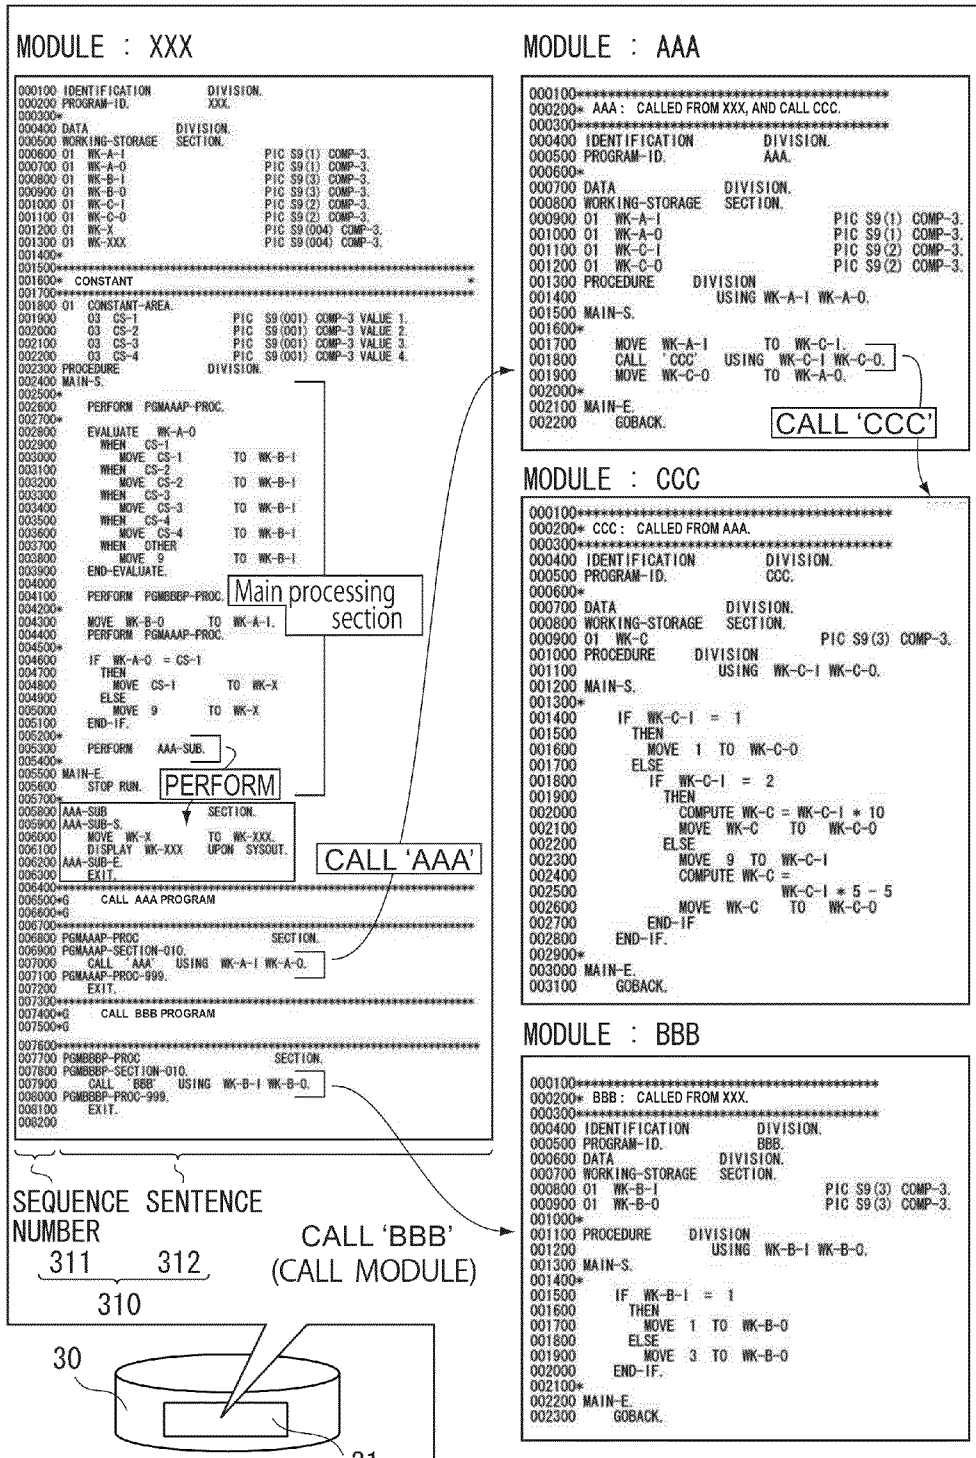 MODULE : XXX
000100 IDENTIFICATION DIVISION.
000200 PROGRAM-ID. XXX.
000300*
000400 DATA DIVISION.
000500 WORKING-STORAGE SECTION.
000600 01 WK-A-I PIC S9(1) COMP-3.
000700 01 WK-A-O PIC S9(1) COMP-3.
000800 01 WK-B-I PIC S9(3) COMP-3.
000900 01 WK-B-O PIC S9(3) COMP-3.
001000 01 WK-C-I PIC S9(2) COMP-3.
001100 01 WK-C-O PIC S9(2) COMP-3.
001200 01 WK-X PIC S9(004) COMP-3.
001300 01 WK-XXX PIC S9(004) COMP-3.
001400*
001500**********************************************************************
001600* CONSTANT *
001700**********************************************************************
001800 01 CONSTANT-AREA.
001900 03 CS-1 PIC S9(001) COMP-3 VALUE 1.
002000 03 CS-2 PIC S9(001) COMP-3 VALUE 2.
002100 03 CS-3 PIC S9(001) COMP-3 VALUE 3.
002200 03 CS-4 PIC S9(001) COMP-3 VALUE 4.
002300 PROCEDURE DIVISION.
002400 MAIN-S.
002500*
002600 PERFORM PGMAAAP-PROC.
002700*
002800 EVALUATE WK-A-O
002900 WHEN CS-1
003000 MOVE CS-1 TO WK-B-I
003100 WHEN CS-2
003200 MOVE CS-2 TO WK-B-I
003300 WHEN CS-3
003400 MOVE CS-3 TO WK-B-I
003500 WHEN CS-4
003600 MOVE CS-4 TO WK-B-I
003700 WHEN OTHER
003800 MOVE 9 TO WK-B-I
003900 END-EVALUATE.
004000
004100 PERFORM PGMBBBP-PROC.
004200*
004300 MOVE WK-B-O TO WK-A-I.
004400 PERFORM PGMAAAP-PROC.
004500*
004600 IF WK-A-O = CS-1
004700 THEN
004800 MOVE CS-1 TO WK-X
004900 ELSE
005000 MOVE 9 TO WK-X
005100 END-IF.
005200*
005300 PERFORM AAA-SUB.
005400*
005500 MAIN-E.
005600 STOP RUN.
005700*
005800 AAA-SUB SECTION.
005900 AAA-SUB-S.
006000 MOVE WK-X TO WK-XXX.
006100 DISPLAY WK-XXX UPON SYSOUT.
006200 AAA-SUB-E.
006300 EXIT.
006400**********************************************************************
006500*G CALL AAA PROGRAM
006600*G
006700**********************************************************************
006800 PGMAAAP-PROC SECTION.
006900 PGMAAAP-SECTION-010.
007000 CALL 'AAA' USING WK-A-I WK-A-O.
007100 PGMAAAP-PROC-999.
007200 EXIT.
007300**********************************************************************
007400*G CALL BBB PROGRAM
007500*G
007600**********************************************************************
007700 PGMBBBP-PROC SECTION.
007800 PGMBBBP-SECTION-010.
007900 CALL 'BBB' USING WK-B-I WK-B-O.
008000 PGMBBBP-PROC-999.
008100 EXIT.
008200
Main processing
section
PERFORM
CALL 'AAA'
SEQUENCE SENTENCE
NUMBER
311 312
310
CALL 'BBB'
(CALL MODULE)
30
MODULE : AAA
000100*******************************************
000200* AAA : CALLED FROM XXX, AND CALL CCC.
000300*******************************************
000400 IDENTIFICATION DIVISION.
000500 PROGRAM-ID. AAA.
000600*
000700 DATA DIVISION.
000800 WORKING-STORAGE SECTION.
000900 01 WK-A-I PIC S9(1) COMP-3.
001000 01 WK-A-O PIC S9(1) COMP-3.
001100 01 WK-C-I PIC S9(2) COMP-3.
001200 01 WK-C-O PIC S9(2) COMP-3.
001300 PROCEDURE DIVISION
001400 USING WK-A-I WK-A-O.
001500 MAIN-S.
001600*
001700 MOVE WK-A-I TO WK-C-I.
001800 CALL 'CCC' USING WK-C-I WK-C-O.
001900 MOVE WK-C-O TO WK-A-O.
002000*
002100 MAIN-E.
002200 GOBACK.
CALL 'CCC'
MODULE : CCC
000100*******************************************
000200* CCC : CALLED FROM AAA.
000300*******************************************
000400 IDENTIFICATION DIVISION.
000500 PROGRAM-ID. CCC.
000600*
000700 DATA DIVISION.
000800 WORKING-STORAGE SECTION.
000900 01 WK-C PIC S9(3) COMP-3.
001000 PROCEDURE DIVISION
001100 USING WK-C-I WK-C-O.
001200 MAIN-S.
001300*
001400 IF WK-C-I = 1
001500 THEN
001600 MOVE 1 TO WK-C-O
001700 ELSE
001800 IF WK-C-I = 2
001900 THEN
002000 COMPUTE WK-C = WK-C-I * 10
002100 MOVE WK-C TO WK-C-O
002200 ELSE
002300 MOVE 9 TO WK-C-I
002400 COMPUTE WK-C =
002500 WK-C-I * 5 - 5
002600 MOVE WK-C TO WK-C-O
002700 END-IF
002800 END-IF.
002900*
003000 MAIN-E.
003100 GOBACK.
MODULE : BBB
000100*****************************************
000200* BBB : CALLED FROM XXX.
000300*****************************************
000400 IDENTIFICATION DIVISION.
000500 PROGRAM-ID. BBB.
000600 DATA DIVISION.
000700 WORKING-STORAGE SECTION.
000800 01 WK-B-I PIC S9(3) COMP-3.
000900 01 WK-B-O PIC S9(3) COMP-3.
001000*
001100 PROCEDURE DIVISION
001200 USING WK-B-I WK-B-O.
001300 MAIN-S.
001400*
001500 IF WK-B-I = 1
001600 THEN
001700 MOVE 1 TO WK-B-O
001800 ELSE
001900 MOVE 3 TO WK-B-O
002000 END-IF.
002100*
002200 MAIN-E.
002300 GOBACK.